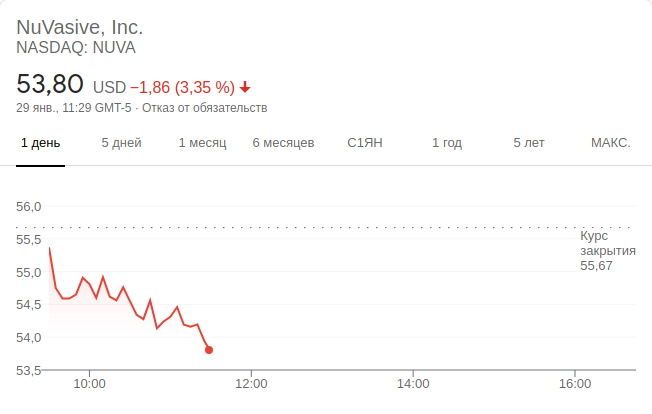 NuVasive, Inc.
NASDAQ: NUVA
53,80 USD −1,86 (3,35 %)
29 янв., 11:29 GMT-5 · Отказ от обязательств
1 день 5 дней 1 месяц 6 месяцев С1ЯН 1 год 5 лет МАКС.
56,0
55,5
55,0
54,5
54,0
53,5
Курс
закрытия
55,67
10:00 12:00 14:00 16:00